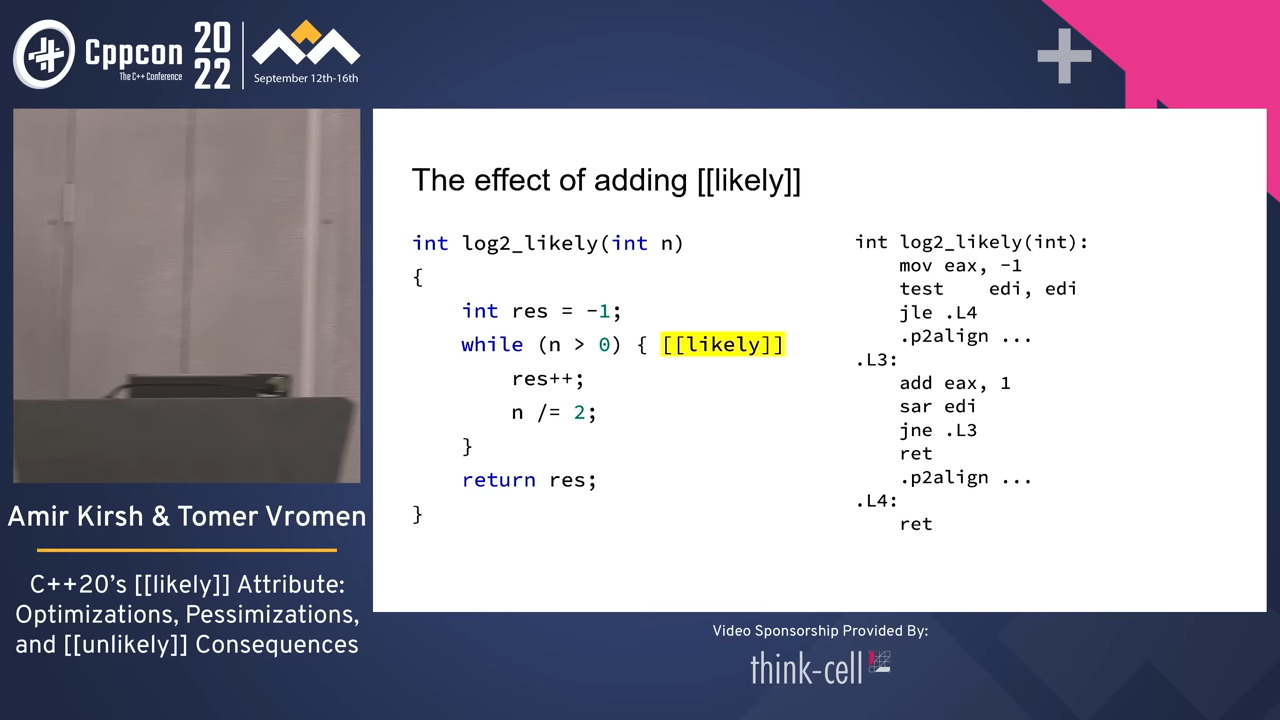 Cppcon
The C++ Conference
20
22
September 12th-16th
The effect of adding [[likely]]
int log2_likely(int n)
{
int res = -1;
while (n > 0) { [[likely]]
res++;
n /= 2;
}
return res;
}
int log2_likely(int):
mov eax, -1
test edi, edi
jle .L4
.p2align ...
.L3:
add eax, 1
sar edi
jne .L3
ret
.p2align ...
.L4:
ret
Amir Kirsh & Tomer Vromen
C++20’s [[likely]] Attribute:
Optimizations, Pessimizations,
and [[unlikely]] Consequences
Video Sponsorship Provided By:
think-cell